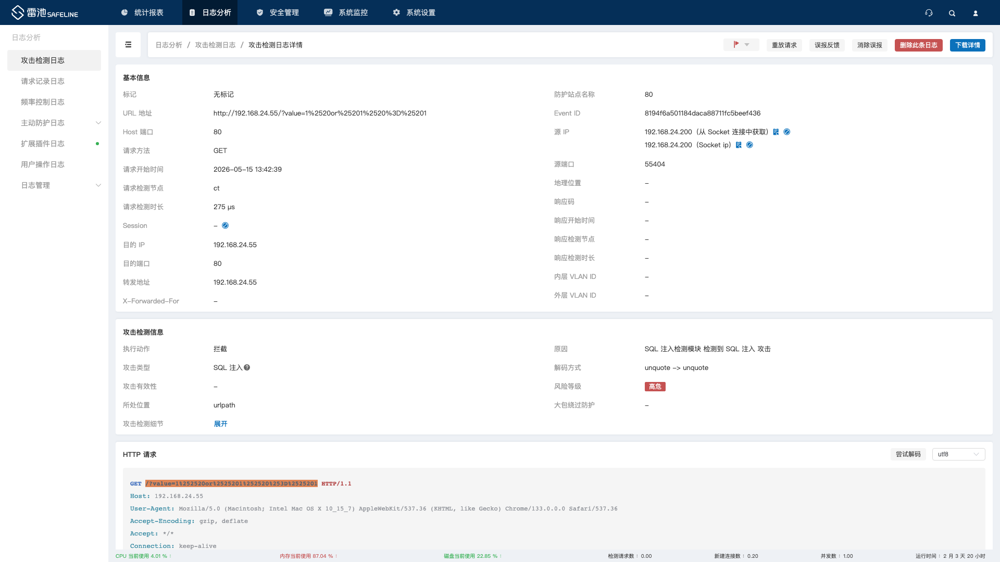 雷池 SAFELINE
统计报表
日志分析
安全管理
系统监控
系统设置
日志分析
攻击检测日志
请求记录日志
频率控制日志
主动防护日志
扩展插件日志
用户操作日志
日志管理
日志分析 / 攻击检测日志 / 攻击检测日志详情
重放请求
误报反馈
消除误报
删除此条日志
下载详情
基本信息
标记 无标记
URL 地址 http://192.168.24.55/?value=1%2520or%25201%2520%3D%25201
Host 端口 80
请求方法 GET
请求开始时间 2026-05-15 13:42:39
请求检测节点 ct
请求检测时长 275 μs
Session –
目的 IP 192.168.24.55
目的端口 80
转发地址 192.168.24.55
X-Forwarded-For –
防护站点名称 80
Event ID 8194f6a501184daca88711fc5beef436
源 IP 192.168.24.200（从 Socket 连接中获取）
192.168.24.200（Socket ip）
源端口 55404
地理位置 –
响应码 –
响应开始时间 –
响应检测节点 –
响应检测时长 –
内层 VLAN ID –
外层 VLAN ID –
攻击检测信息
执行动作 拦截
攻击类型 SQL 注入
攻击有效性 –
所处位置 urlpath
攻击检测细节 展开
原因 SQL 注入检测模块 检测到 SQL 注入 攻击
解码方式 unquote -> unquote
风险等级 高危
大包绕过防护 –
HTTP 请求
尝试解码
utf8
GET /?value=1%252520or%2525201%252520%253D%2525201 HTTP/1.1
Host: 192.168.24.55
User-Agent: Mozilla/5.0 (Macintosh; Intel Mac OS X 10_15_7) AppleWebKit/537.36 (KHTML, like Gecko) Chrome/133.0.0.0 Safari/537.36
Accept-Encoding: gzip, deflate
Accept: */*
Connection: keep-alive
CPU 当前使用 4.01 %：
内存当前使用 87.04 %：
磁盘当前使用 22.85 %：
检测请求数：0.00
新建连接数：0.20
并发数：1.00
运行时间：2 月 3 天 20 小时